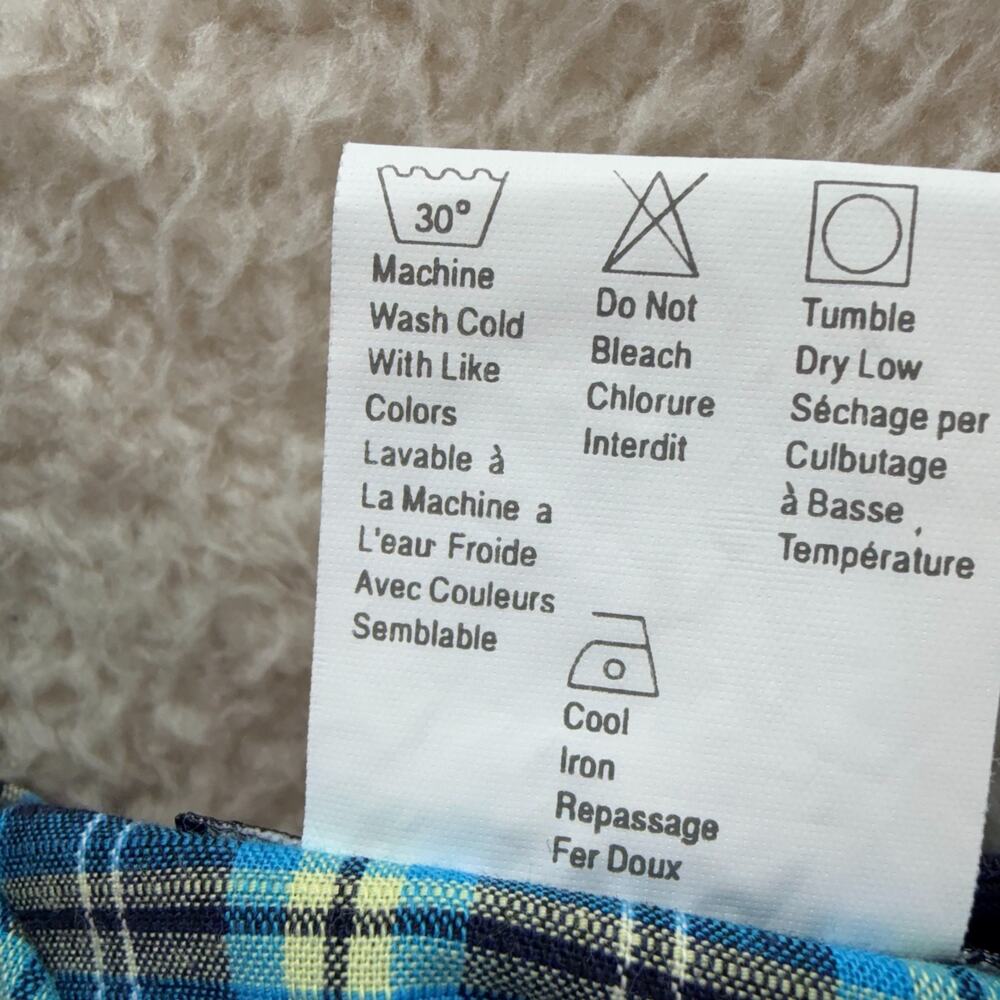 30°
Machine
Wash Cold
With Like
Colors
Lavable à
La Machine a
L'eau Froide
Avec Couleurs
Semblable
Do Not
Bleach
Chlorure
Interdit
Tumble
Dry Low
Séchage per
Culbutage
à Basse
Température
Cool
Iron
Repassage
Fer Doux